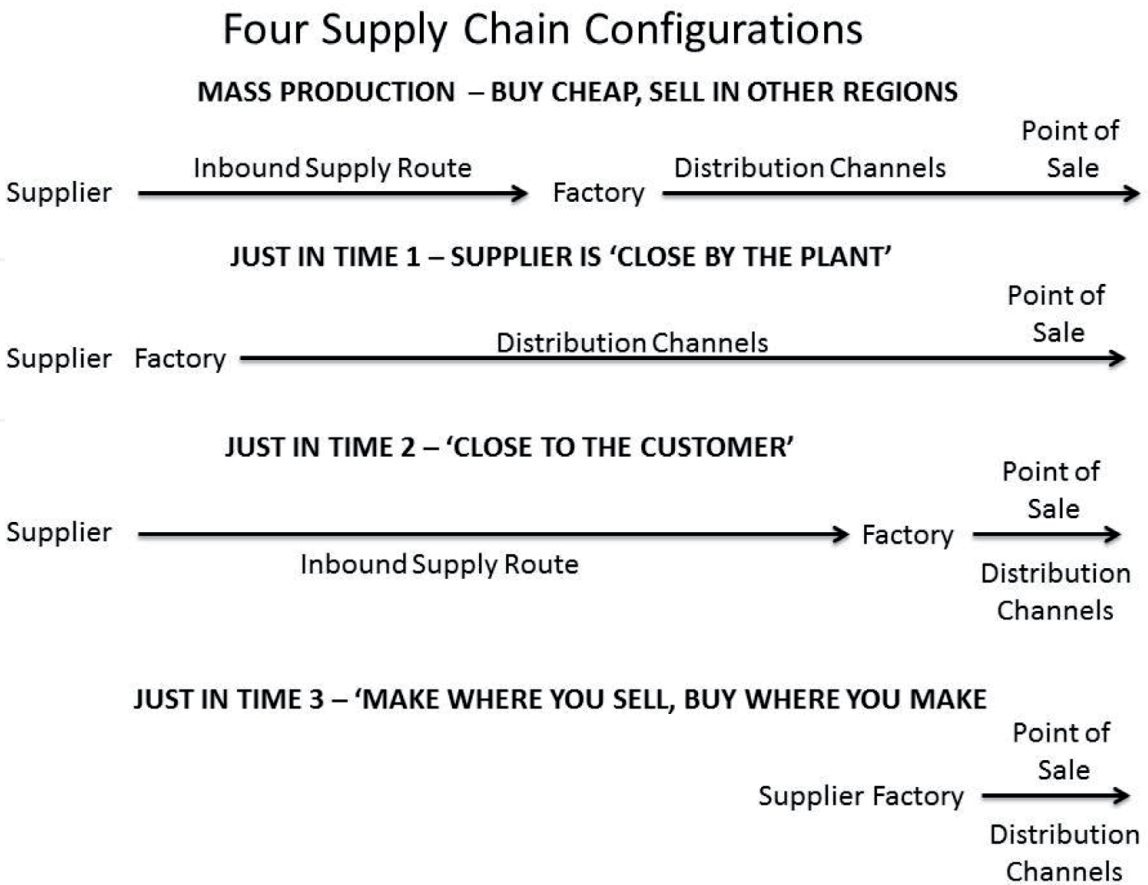 Four Supply Chain Configurations
MASS PRODUCTION – BUY CHEAP, SELL IN OTHER REGIONS
Point of
Sale
Inbound Supply Route
Distribution Channels
Supplier
Factory
JUST IN TIME 1 – SUPPLIER IS ‘CLOSE BY THE PLANT’
Point of
Sale
Distribution Channels
Supplier
Factory
JUST IN TIME 2 – ‘CLOSE TO THE CUSTOMER’
Point of
Sale
Supplier
Factory
Inbound Supply Route
Distribution
Channels
JUST IN TIME 3 – ‘MAKE WHERE YOU SELL, BUY WHERE YOU MAKE
Point of
Sale
Supplier Factory
Distribution
Channels